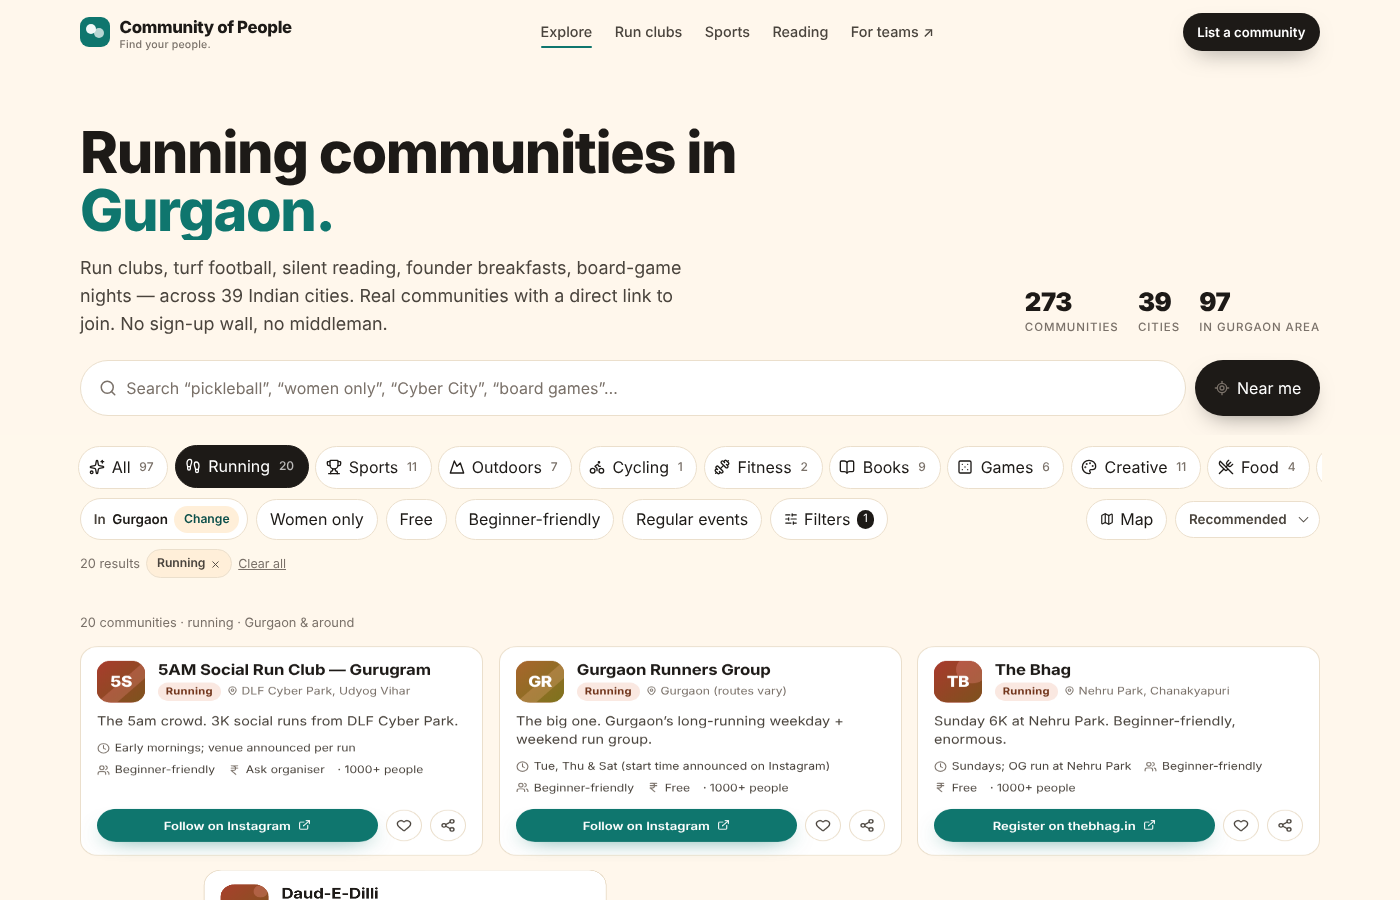 Community of People
Find your people.
Explore
Run clubs
Sports
Reading
For teams ↗
List a community
Running communities in
Gurgaon.
Run clubs, turf football, silent reading, founder breakfasts, board-game
nights — across 39 Indian cities. Real communities with a direct link to
join. No sign-up wall, no middleman.
273
COMMUNITIES
39
CITIES
97
IN GURGAON AREA
Search “pickleball”, “women only”, “Cyber City”, “board games”...
Near me
All 97
Running 20
Sports 11
Outdoors 7
Cycling 1
Fitness 2
Books 9
Games 6
Creative 11
Food 4
In Gurgaon Change
Women only
Free
Beginner-friendly
Regular events
Filters 1
Map
Recommended
20 results
Running ×
Clear all
20 communities · running · Gurgaon & around
5S
5AM Social Run Club — Gurugram
Running
DLF Cyber Park, Udyog Vihar
The 5am crowd. 3K social runs from DLF Cyber Park.
Early mornings; venue announced per run
Beginner-friendly
₹ Ask organiser
· 1000+ people
Follow on Instagram
GR
Gurgaon Runners Group
Running
Gurgaon (routes vary)
The big one. Gurgaon’s long-running weekday +
weekend run group.
Tue, Thu & Sat (start time announced on Instagram)
Beginner-friendly
₹ Free
· 1000+ people
Follow on Instagram
TB
The Bhag
Running
Nehru Park, Chanakyapuri
Sunday 6K at Nehru Park. Beginner-friendly,
enormous.
Sundays; OG run at Nehru Park
Beginner-friendly
₹ Free
· 1000+ people
Register on thebhag.in
Daud-E-Dilli